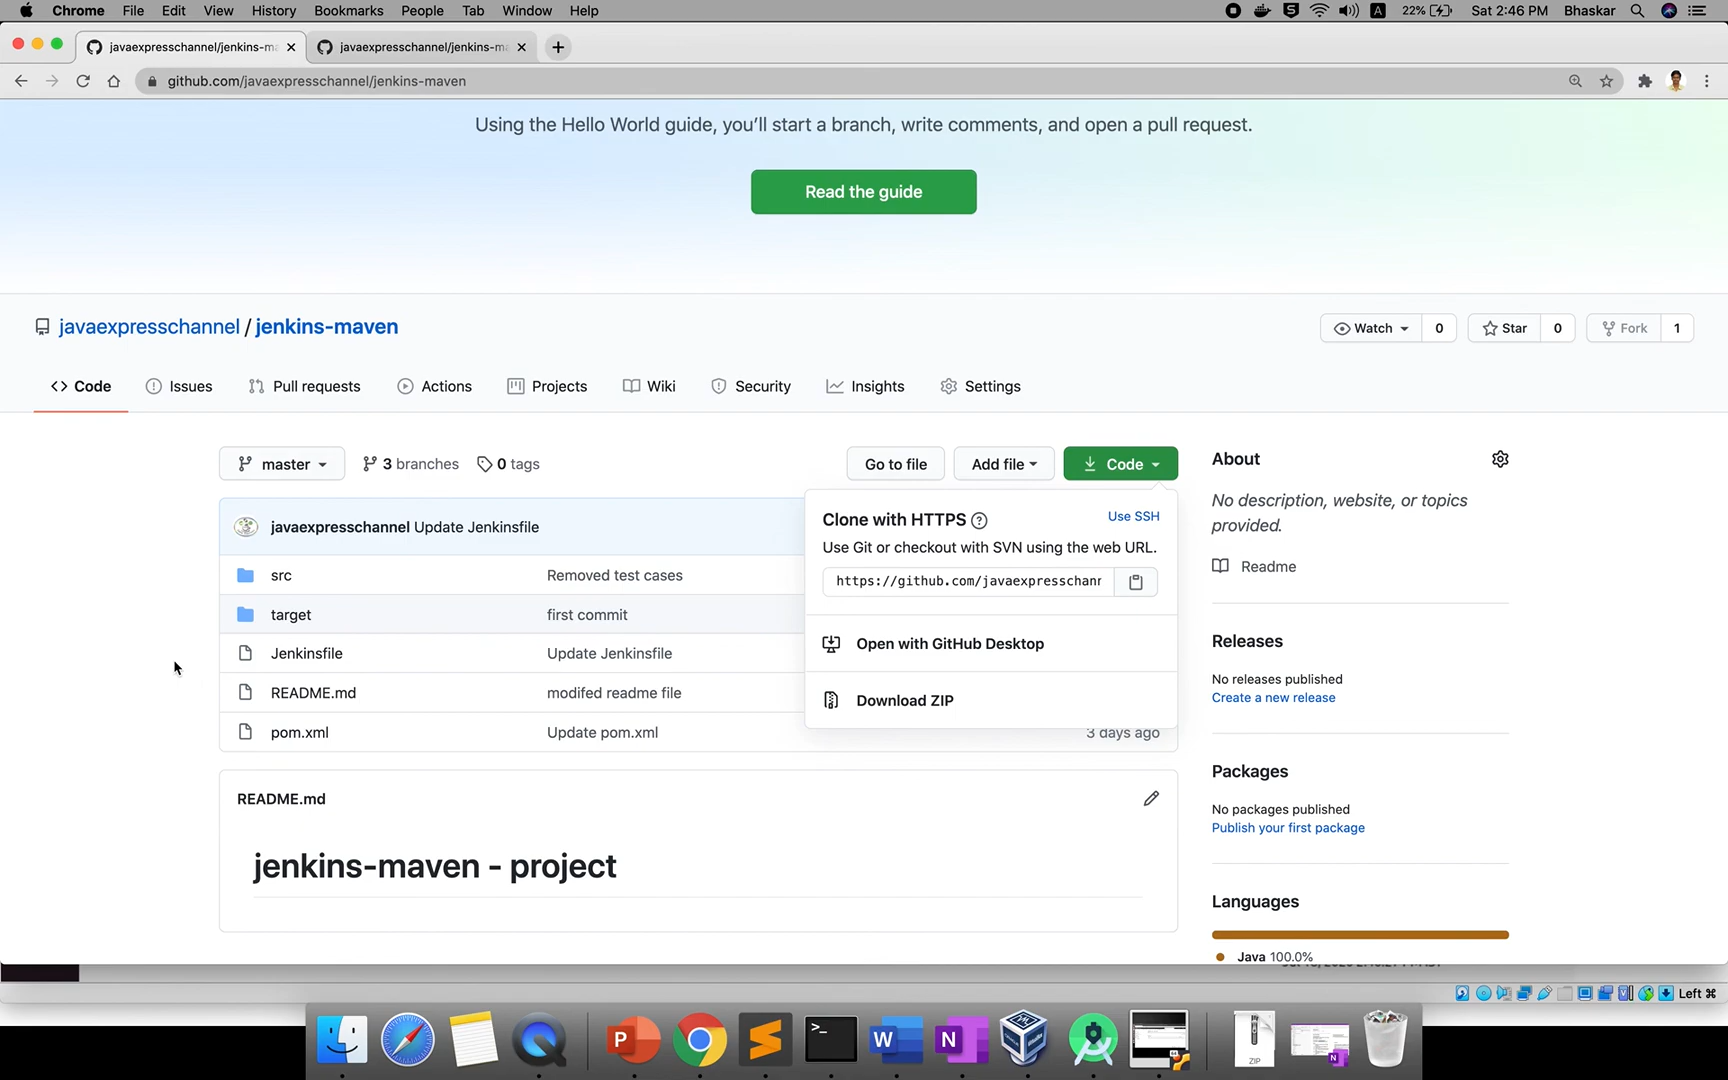 Chrome File Edit View History Bookmarks People Tab Window Help
22% Sat 2:46 PM Bhaskar
javaexpresschannel/jenkins-ma
javaexpresschannel/jenkins-ma
github.com/javaexpresschannel/jenkins-maven
Using the Hello World guide, you’ll start a branch, write comments, and open a pull request.
Read the guide
javaexpresschannel / jenkins-maven
Watch 0 Star 0 Fork 1
Code Issues Pull requests Actions Projects Wiki Security Insights Settings
master 3 branches 0 tags
Go to file Add file Code
javaexpresschannel Update Jenkinsfile
src Removed test cases
target first commit
Jenkinsfile Update Jenkinsfile
README.md modifed readme file
pom.xml Update pom.xml 3 days ago
Clone with HTTPS Use SSH
Use Git or checkout with SVN using the web URL.
https://github.com/javaexpresschann
Open with GitHub Desktop
Download ZIP
README.md
jenkins-maven - project
About
No description, website, or topics
provided.
Readme
Releases
No releases published
Create a new release
Packages
No packages published
Publish your first package
Languages
Java 100.0%
Left ⌘
ZIP